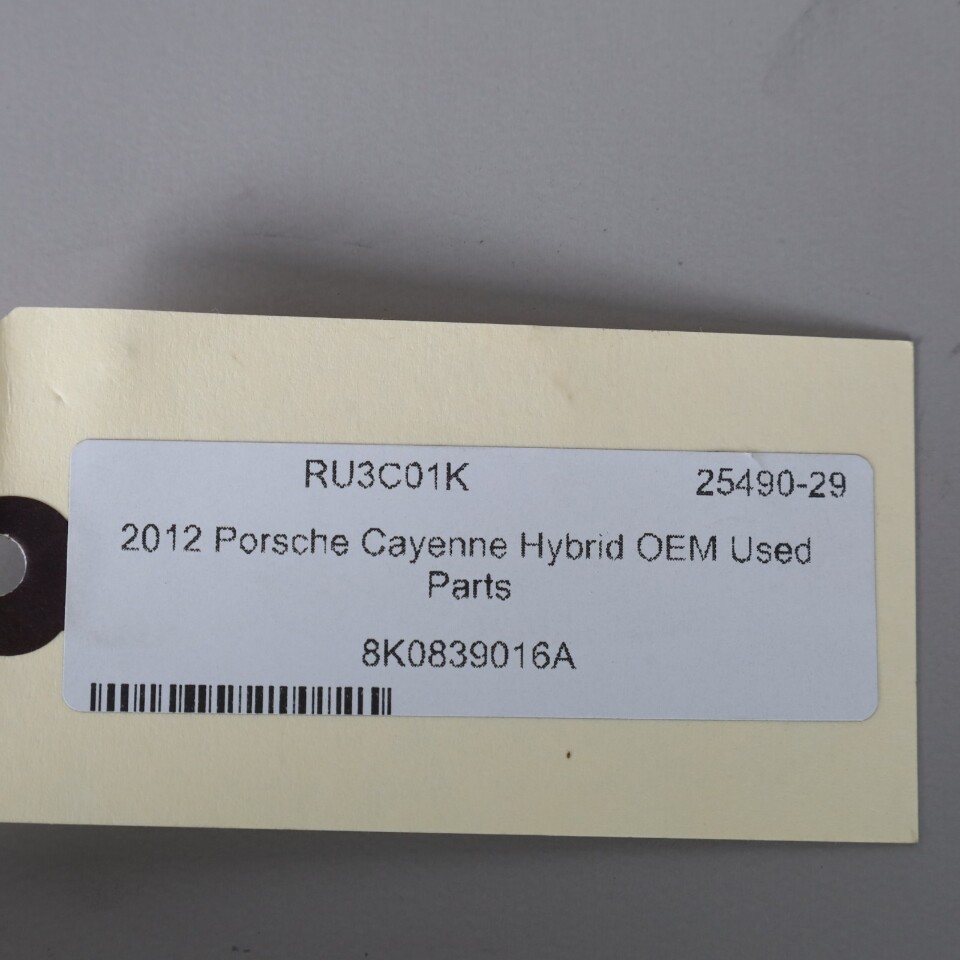 RU3C01K 25490-29
2012 Porsche Cayenne Hybrid OEM Used
Parts
8K0839016A